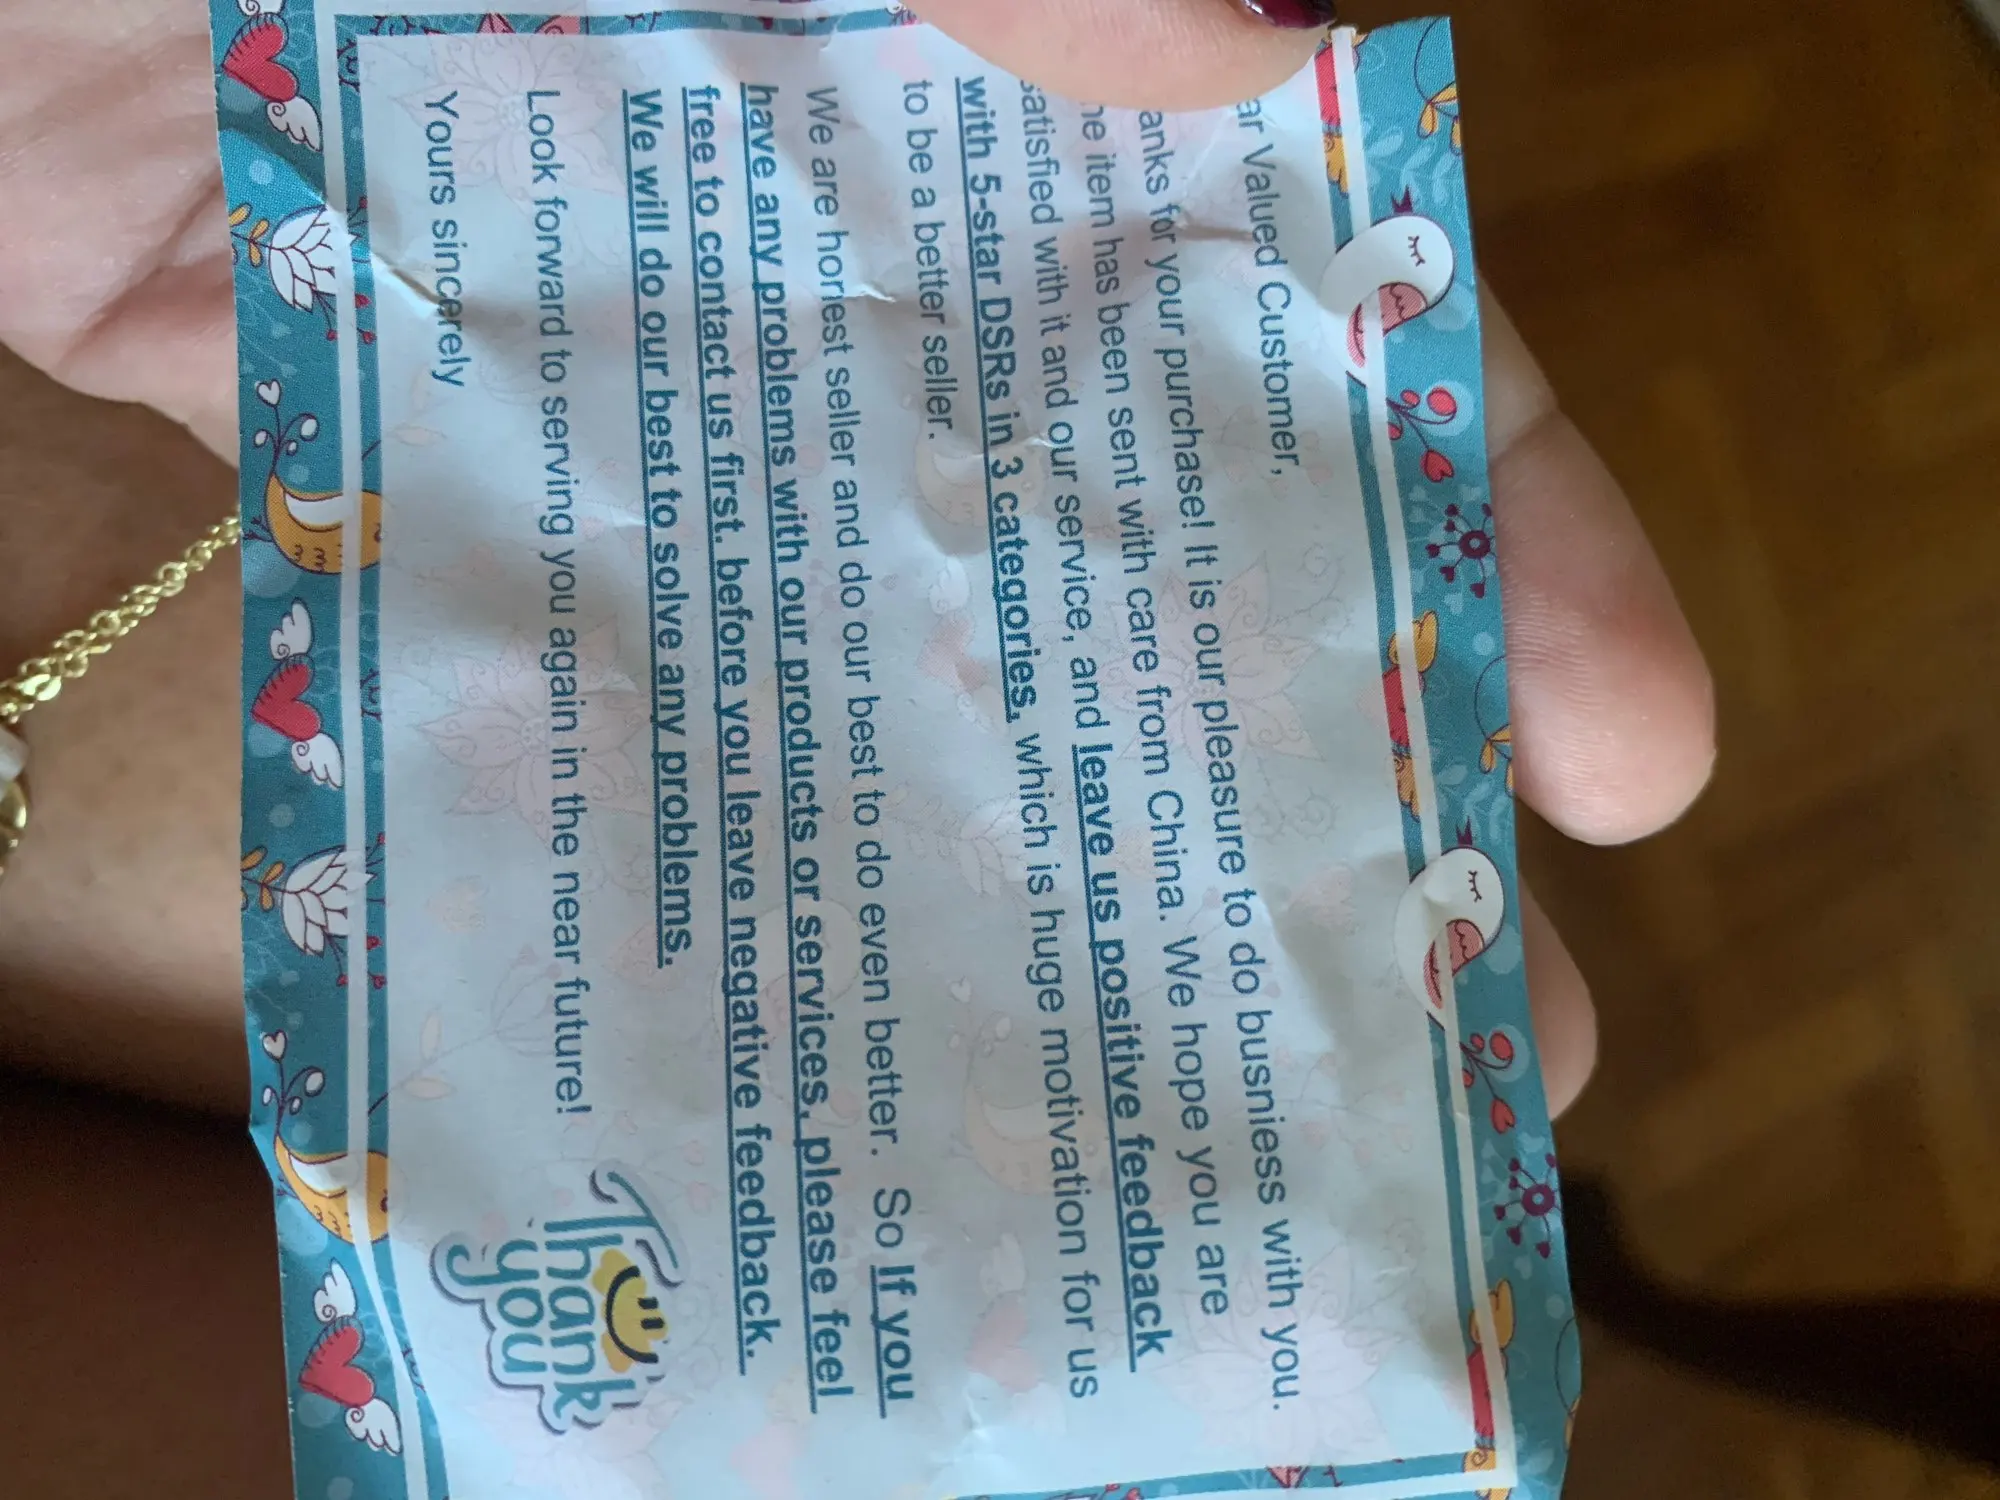 ar Valued Customer,
anks for your purchase! It is our pleasure to do busniess with you.
he item has been sent with care from China. We hope you are
satisfied with it and our service, and leave us positive feedback
with 5-star DSRs in 3 categories, which is huge motivation for us
to be a better seller.
We are honest seller and do our best to do even better. So If you
have any problems with our products or services, please feel
free to contact us first. before you leave negative feedback.
We will do our best to solve any problems.
Look forward to serving you again in the near future!
Yours sincerely
Thank
you